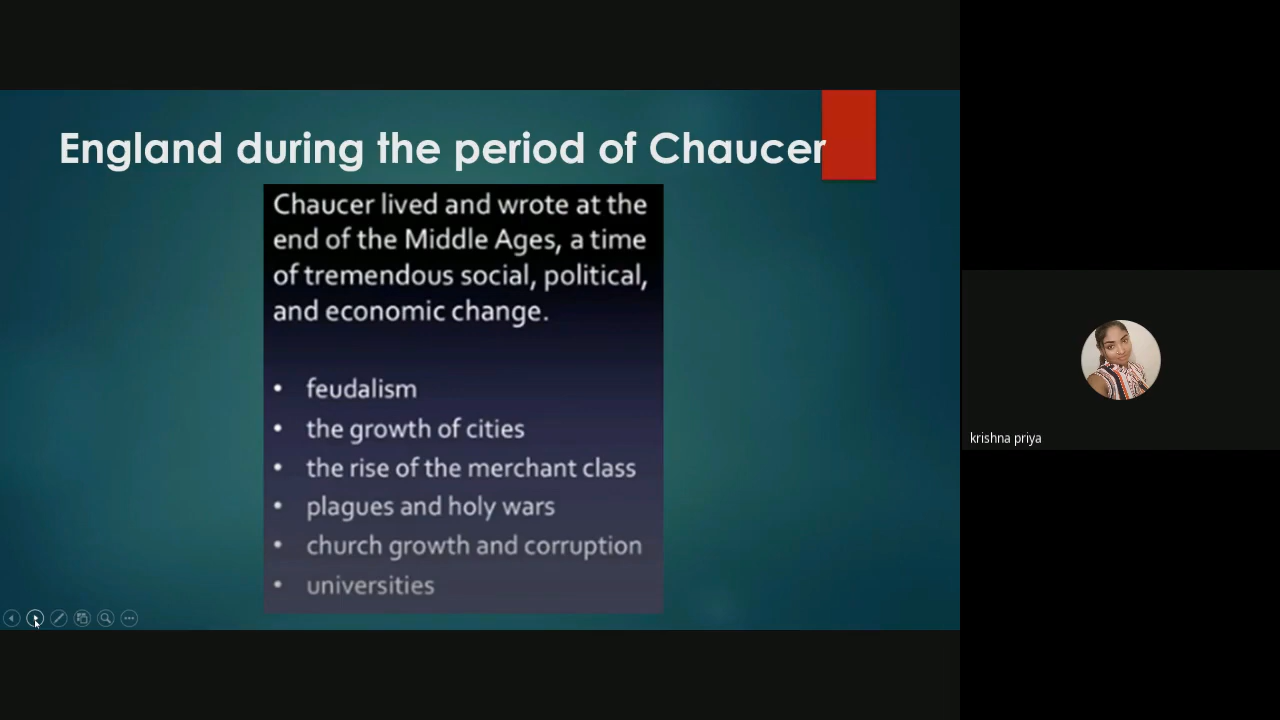 England during the period of Chaucer
Chaucer lived and wrote at the
end of the Middle Ages, a time
of tremendous social, political,
and economic change.
• feudalism
• the growth of cities
• the rise of the merchant class
• plagues and holy wars
• church growth and corruption
• universities
krishna priya